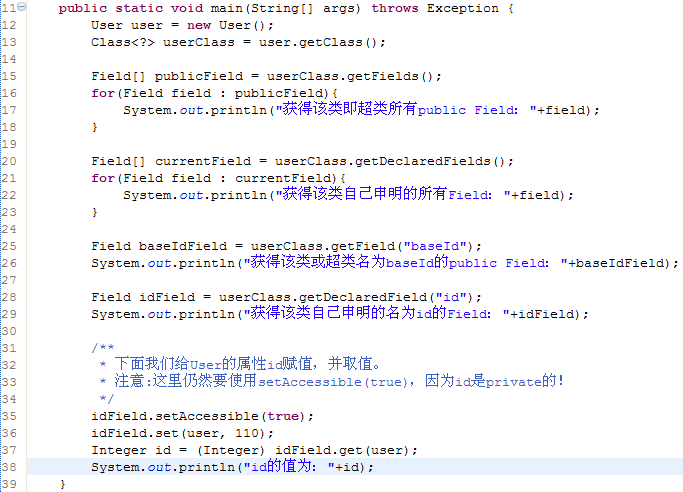 11 public static void main(String[] args) throws Exception {
12 User user = new User();
13 Class<?> userClass = user.getClass();
14
15 Field[] publicField = userClass.getFields();
16 for(Field field : publicField){
17 System.out.println("获得该类即超类所有public Field: "+field);
18 }
19
20 Field[] currentField = userClass.getDeclaredFields();
21 for(Field field : currentField){
22 System.out.println("获得该类自己申明的所有Field: "+field);
23 }
24
25 Field baseIdField = userClass.getField("baseId");
26 System.out.println("获得该类或超类名为baseId的public Field: "+baseIdField);
27
28 Field idField = userClass.getDeclaredField("id");
29 System.out.println("获得该类自己申明的名为id的Field: "+idField);
30
31 /**
32 * 下面我们给User的属性id赋值，并取值。
33 * 注意:这里仍然要使用setAccessible(true)，因为id是private的！
34 */
35 idField.setAccessible(true);
36 idField.set(user, 110);
37 Integer id = (Integer) idField.get(user);
38 System.out.println("id的值为: "+id);
39 }